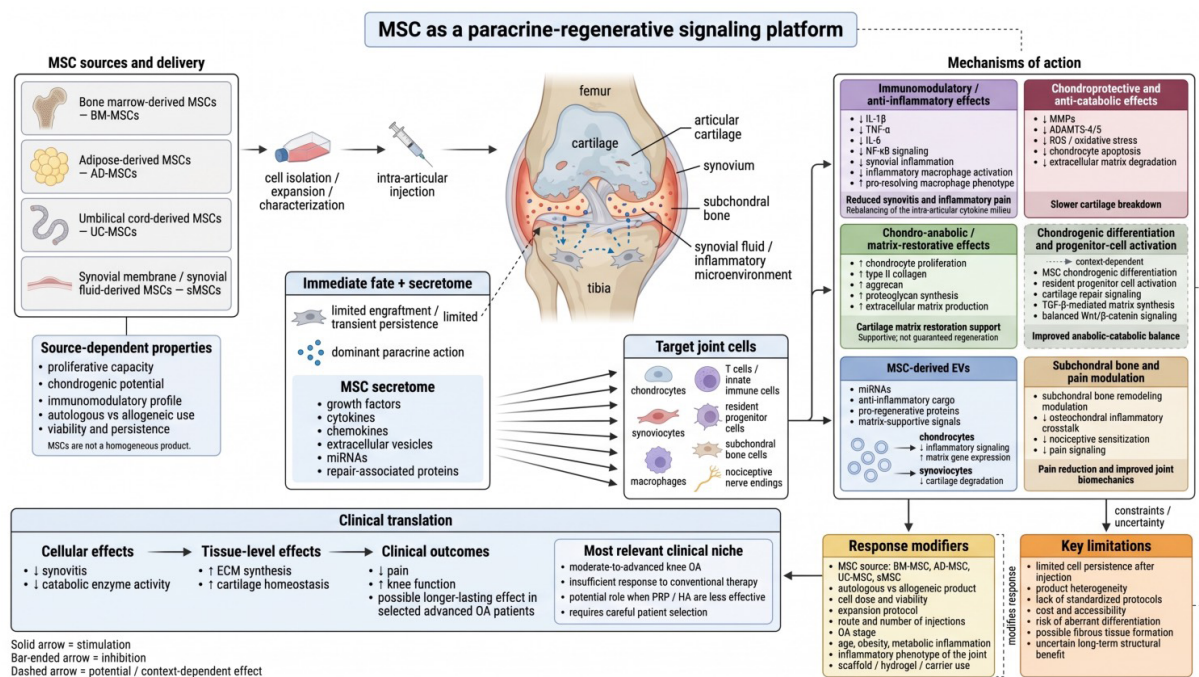 MSC as a paracrine-regenerative signaling platform
MSC sources and delivery
Bone marrow-derived MSCs
— BM-MSCs
Adipose-derived MSCs
— AD-MSCs
Umbilical cord-derived MSCs
— UC-MSCs
Synovial membrane / synovial
fluid-derived MSCs — sMSCs
Source-dependent properties
• proliferative capacity
• chondrogenic potential
• immunomodulatory profile
• autologous vs allogeneic use
• viability and persistence
MSCs are not a homogeneous product.
cell isolation /
expansion /
characterization
intra-articular
injection
femur
cartilage
tibia
articular
cartilage
synovium
subchondral
bone
synovial fluid /
inflammatory
microenvironment
Immediate fate + secretome
limited engraftment /
transient persistence
limited
dominant paracrine action
MSC secretome
• growth factors
• cytokines
• chemokines
• extracellular vesicles
• miRNAs
• repair-associated proteins
Target joint cells
chondrocytes
synoviocytes
macrophages
T cells /
innate
immune cells
resident
progenitor
cells
subchondral
bone cells
nociceptive
nerve endings
Mechanisms of action
Immunomodulatory /
anti-inflammatory effects
• ↓ IL-1β
• ↓ TNF-α
• ↓ IL-6
• ↓ NF-κB signaling
• ↓ synovial inflammation
• ↓ inflammatory macrophage activation
• ↑ pro-resolving macrophage phenotype
Reduced synovitis and inflammatory pain
Rebalancing of the intra-articular cytokine milieu
Chondroprotective and
anti-catabolic effects
• ↓ MMPs
• ↓ ADAMTS-4/5
• ↓ ROS / oxidative stress
• ↓ chondrocyte apoptosis
• ↓ extracellular matrix degradation
Slower cartilage breakdown
Chondro-anabolic /
matrix-restorative effects
• ↑ chondrocyte proliferation
• ↑ type II collagen
• ↑ aggrecan
• ↑ proteoglycan synthesis
• ↑ extracellular matrix production
Cartilage matrix restoration support
Supportive; not guaranteed regeneration
Chondrogenic differentiation
and progenitor-cell activation
context-dependent
• MSC chondrogenic differentiation
• resident progenitor cell activation
• cartilage repair signaling
• TGF-β-mediated matrix synthesis
• balanced Wnt/β-catenin signaling
Improved anabolic-catabolic balance
MSC-derived EVs
• miRNAs
• anti-inflammatory cargo
• pro-regenerative proteins
• matrix-supportive signals
chondrocytes
↓ inflammatory signaling
↑ matrix gene expression
synoviocytes
↓ cartilage degradation
Subchondral bone and
pain modulation
• subchondral bone remodeling
modulation
• ↓ osteochondral inflammatory
crosstalk
• ↓ nociceptive sensitization
• ↓ pain signaling
Pain reduction and improved joint
biomechanics
constraints /
uncertainty
Clinical translation
Cellular effects
• ↓ synovitis
• ↓ catabolic enzyme activity
Tissue-level effects
• ↑ ECM synthesis
• ↑ cartilage homeostasis
Clinical outcomes
• ↓ pain
• ↑ knee function
• possible longer-lasting effect in
selected advanced OA patients
Most relevant clinical niche
• moderate-to-advanced knee OA
• insufficient response to conventional therapy
• potential role when PRP / HA are less effective
• requires careful patient selection
Response modifiers
• MSC source: BM-MSC, AD-MSC,
UC-MSC, sMSC
• autologous vs allogeneic product
• cell dose and viability
• expansion protocol
• route and number of injections
• OA stage
• age, obesity, metabolic inflammation
• inflammatory phenotype of the joint
• scaffold / hydrogel / carrier use
modifies response
Key limitations
• limited cell persistence after
injection
• product heterogeneity
• lack of standardized protocols
• cost and accessibility
• risk of aberrant differentiation
• possible fibrous tissue formation
• uncertain long-term structural
benefit
Solid arrow = stimulation
Bar-ended arrow = inhibition
Dashed arrow = potential / context-dependent effect